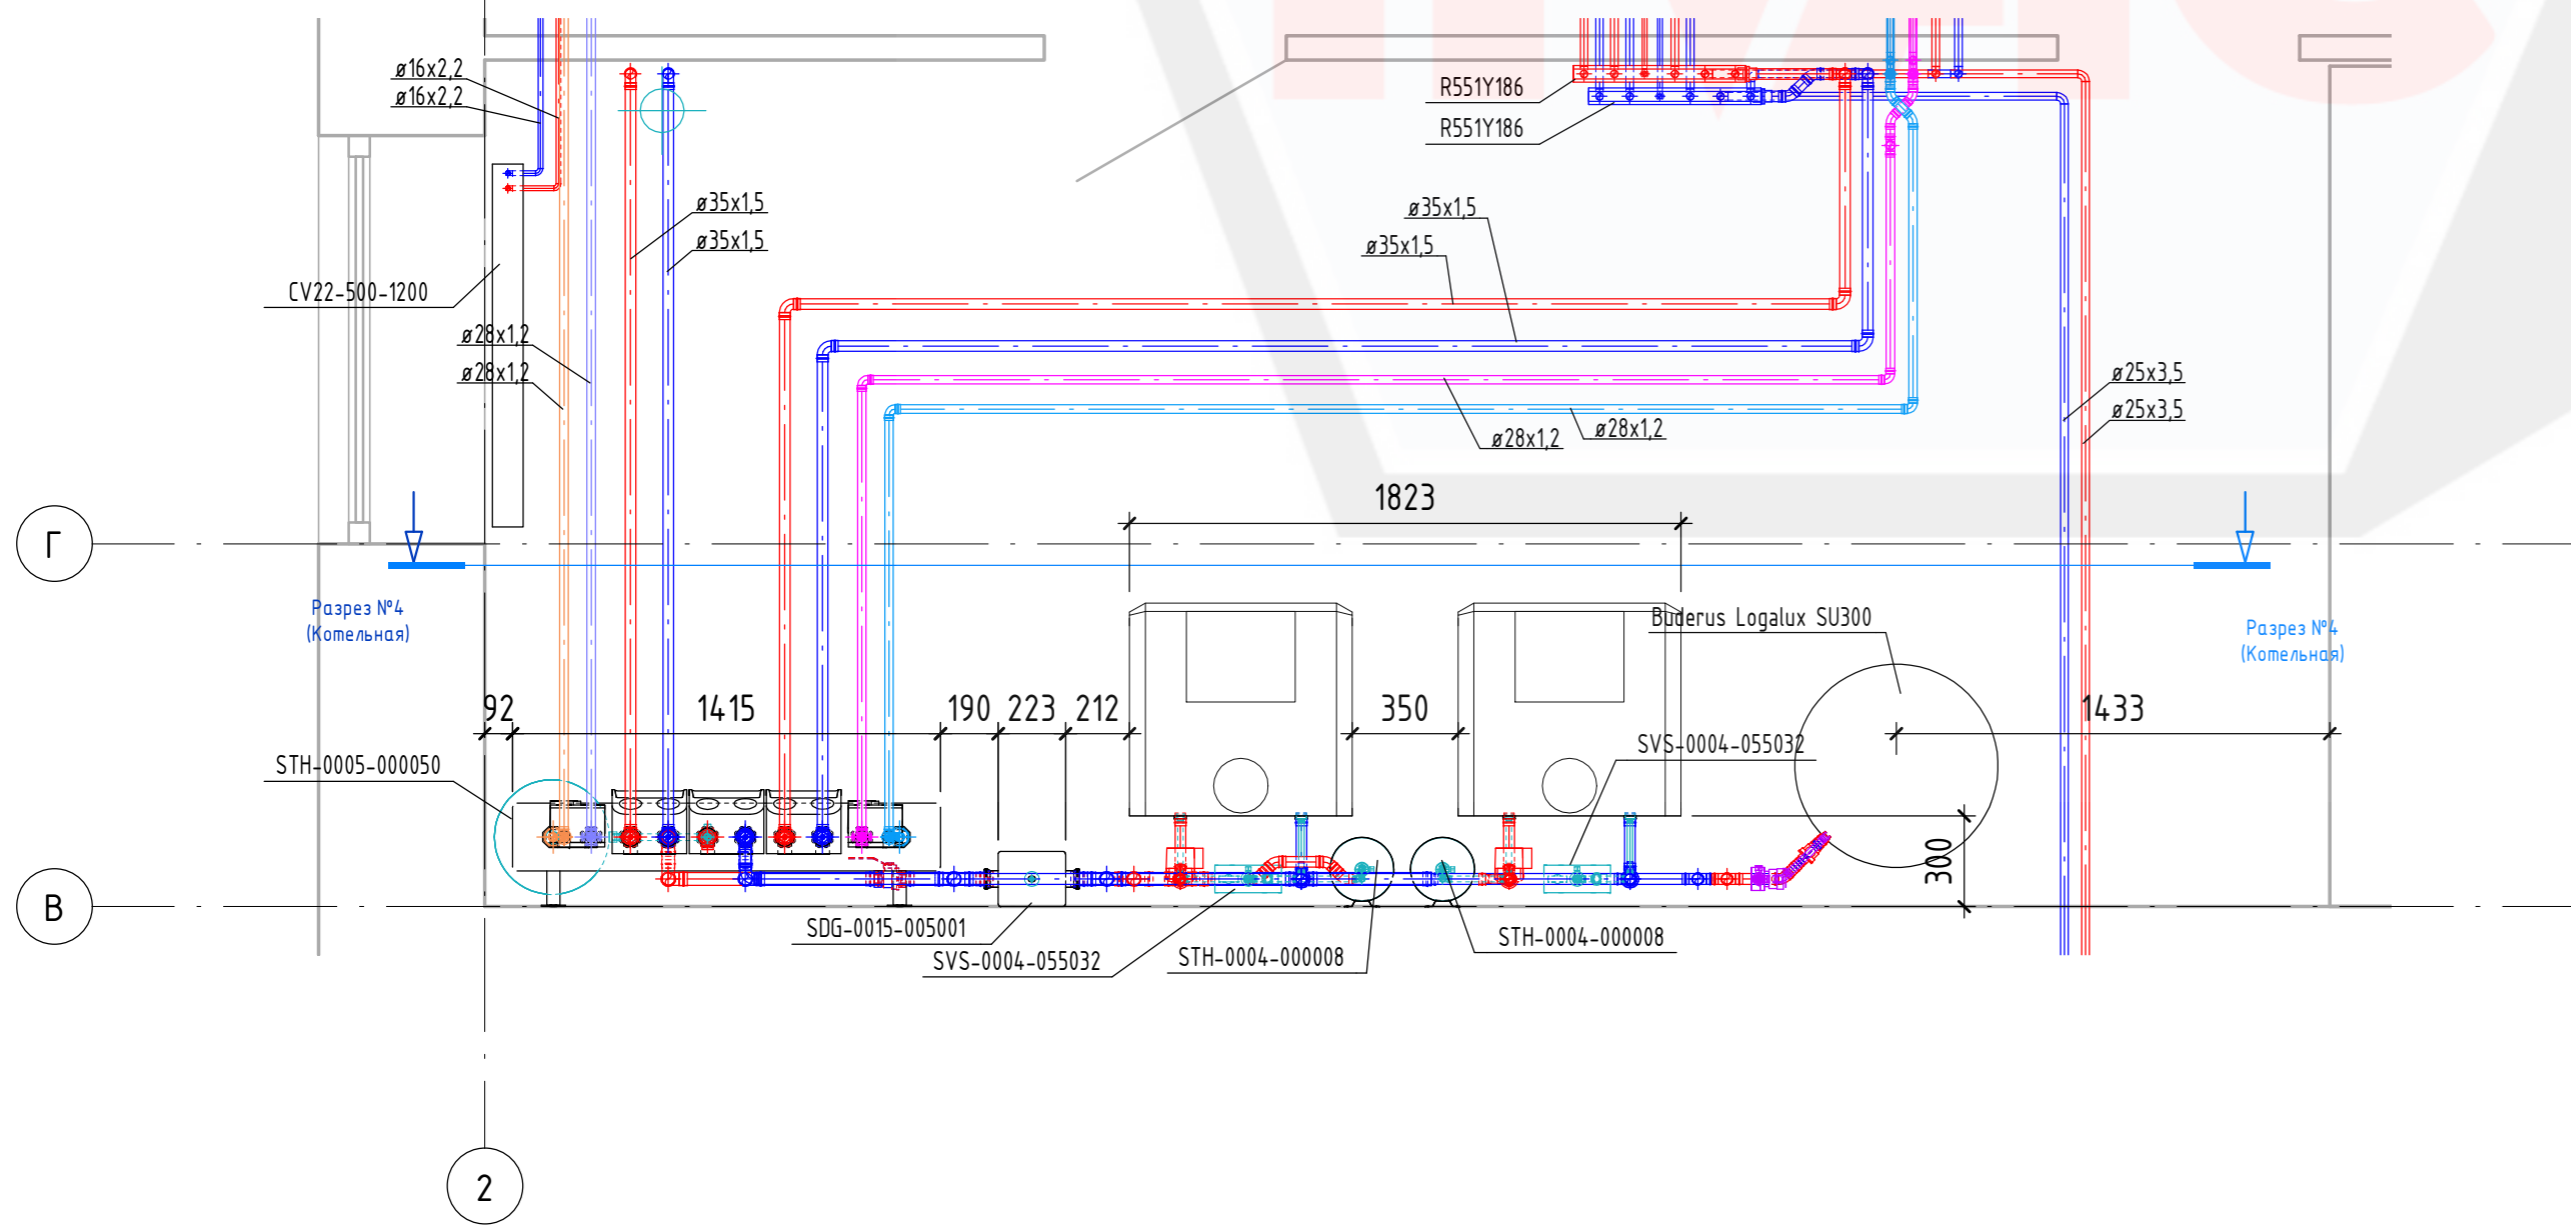 ø16x2,2
ø16x2,2
R551Y186
R551Y186
ø35x1,5
ø35x1,5
ø35x1,5
ø35x1,5
CV22-500-1200
ø28x1,2
ø28x1,2
ø25x3,5
ø25x3,5
ø28x1,2
ø28x1,2
1823
Г
Разрез №4
(Котельная)
Buderus Logalux SU300
Разрез №4
(Котельная)
92
1415
190
223
212
350
1433
SVS-0004-055032
STH-0005-000050
300
В
SDG-0015-005001
SVS-0004-055032
STH-0004-000008
STH-0004-000008
2